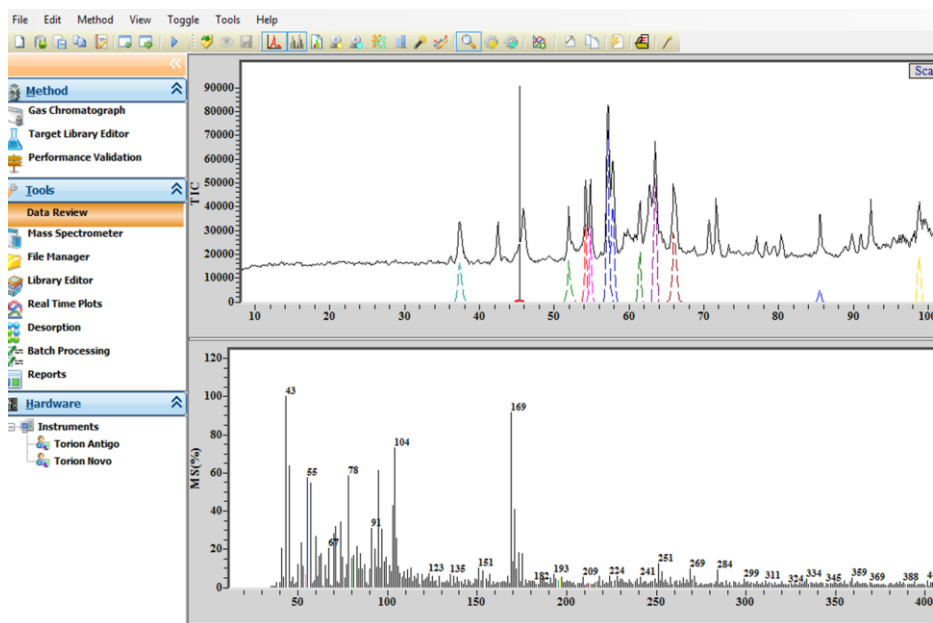 File Edit Method View Toggle Tools Help
Method
Gas Chromatograph
Target Library Editor
Performance Validation
Tools
Data Review
Mass Spectrometer
File Manager
Library Editor
Real Time Plots
Desorption
Batch Processing
Reports
Hardware
Instruments
Torion Antigo
Torion Novo
Sca
TIC
90000
80000
70000
60000
50000
40000
30000
20000
10000
0
10 20 30 40 50 60 70 80 90 100
MS(%)
120
100
80
60
40
20
0
43
169
104
55
78
91
67
123
135
151
182
193
209
224
241
251
269
284
299
311
324
334
345
359
369
388
40
50 100 150 200 250 300 350 400